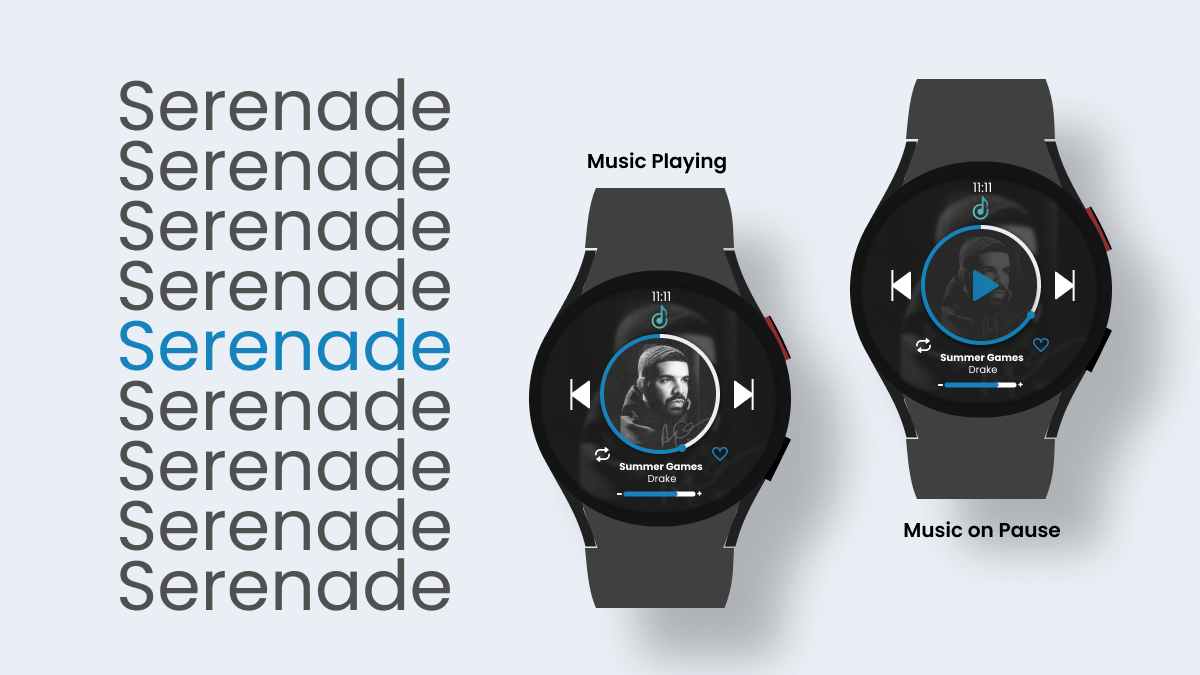 Serenade
Serenade
Serenade
Serenade
Serenade
Serenade
Serenade
Serenade
Serenade
Music Playing
11:11
Summer Games
Drake
- +
11:11
Summer Games
Drake
- +
Music on Pause